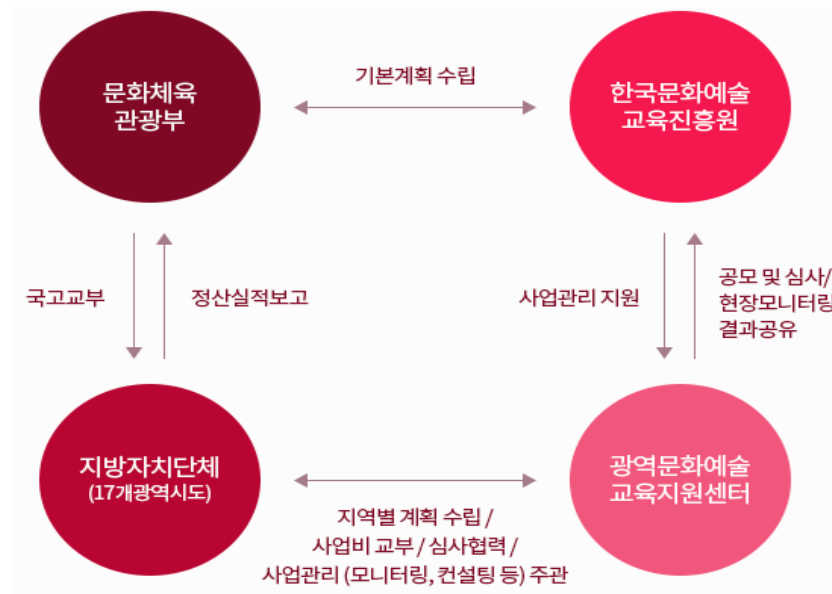 문화체육
관광부
기본계획 수립
한국문화예술
교육진흥원
국고교부
정산실적보고
사업관리 지원
공모 및 심사/
현장모니터링
결과공유
지방자치단체
(17개광역시도)
지역별 계획 수립 /
사업비 교부 / 심사협력 /
사업관리 (모니터링, 컨설팅 등) 주관
광역문화예술
교육지원센터